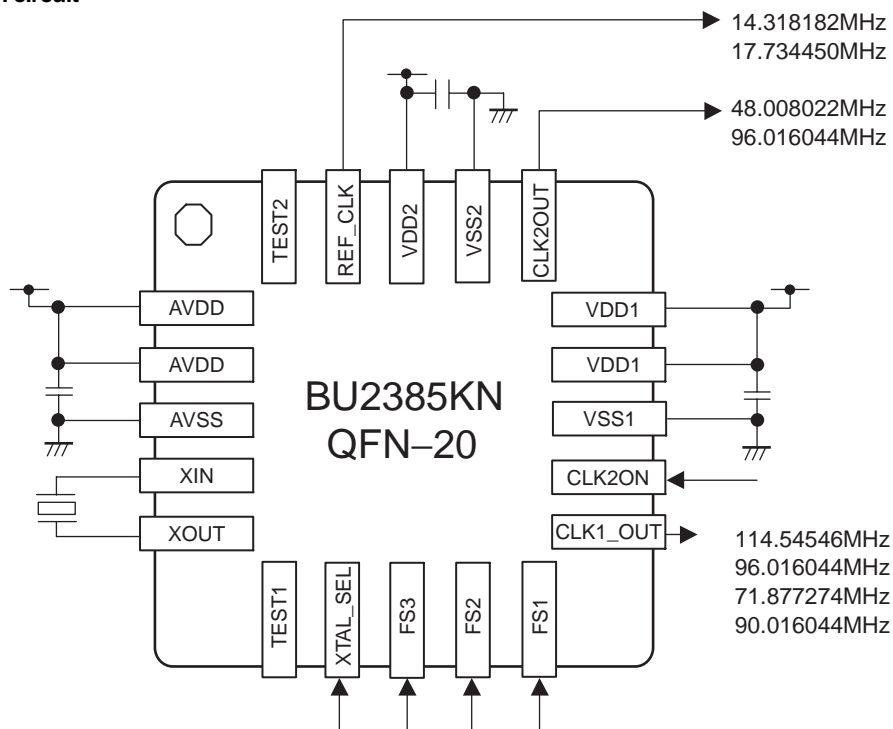 14.318182MHz
17.734450MHz
48.008022MHz
96.016044MHz
TEST2
REF_CLK
VDD2
VSS2
CLK2OUT
AVDD
AVDD
AVSS
XIN
XOUT
BU2385KN
QFN–20
VDD1
VDD1
VSS1
CLK2ON
CLK1_OUT
114.54546MHz
96.016044MHz
71.877274MHz
90.016044MHz
TEST1
XTAL_SEL
FS3
FS2
FS1